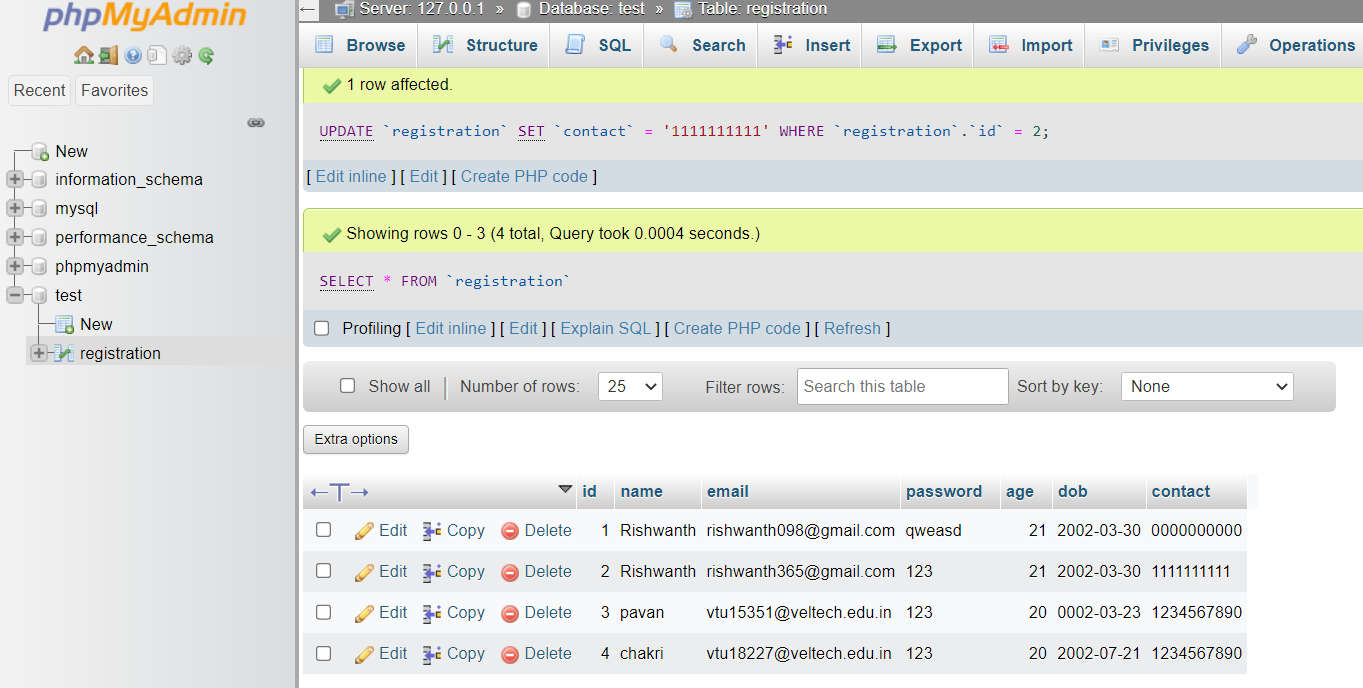 phpMyAdmin
Recent Favorites
New
information_schema
mysql
performance_schema
phpmyadmin
test
New
registration
Server: 127.0.0.1 » Database: test » Table: registration
Browse Structure SQL Search Insert Export Import Privileges Operations
1 row affected.
UPDATE `registration` SET `contact` = '1111111111' WHERE `registration`.`id` = 2;
[ Edit inline ] [ Edit ] [ Create PHP code ]
Showing rows 0 - 3 (4 total, Query took 0.0004 seconds.)
SELECT * FROM `registration`
Profiling [ Edit inline ] [ Edit ] [ Explain SQL ] [ Create PHP code ] [ Refresh ]
Show all | Number of rows: 25 Filter rows: Search this table Sort by key: None
Extra options
←T→ id name email password age dob contact
Edit Copy Delete 1 Rishwanth rishwanth098@gmail.com qweasd 21 2002-03-30 0000000000
Edit Copy Delete 2 Rishwanth rishwanth365@gmail.com 123 21 2002-03-30 1111111111
Edit Copy Delete 3 pavan vtu15351@veltech.edu.in 123 20 0002-03-23 1234567890
Edit Copy Delete 4 chakri vtu18227@veltech.edu.in 123 20 2002-07-21 1234567890